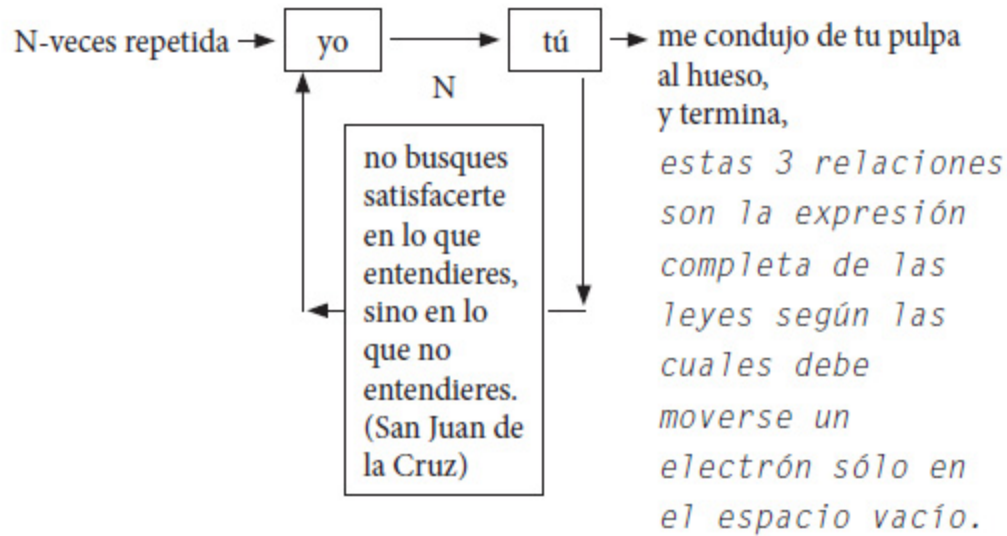 N-veces repetida
yo
tú
N
no busques
satisfacerte
en lo que
entendieres,
sino en lo
que no
entendieres.
(San Juan de
la Cruz)
me condujo de tu pulpa
al hueso,
y termina,
estas 3 relaciones
son la expresión
completa de las
leyes según las
cuales debe
moverse un
electrón sólo en
el espacio vacío.